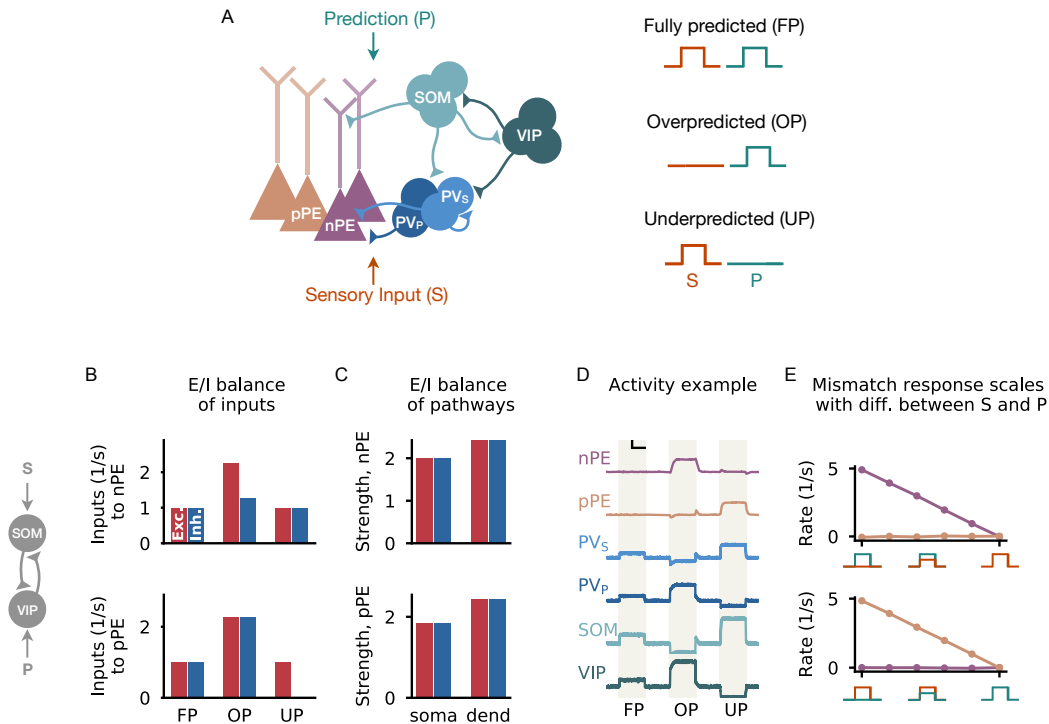 A
Prediction (P)
SOM
VIP
pPE
nPE
PVS
PVP
Sensory Input (S)
Fully predicted (FP)
Overpredicted (OP)
Underpredicted (UP)
S
P
S
SOM
VIP
P
B
E/I balance
of inputs
Inputs (1/s)
to nPE
2
1
0
Exc.
Inh.
Inputs (1/s)
to pPE
2
0
FP
OP
UP
C
E/I balance
of pathways
Strength, nPE
2
1
0
Strength, pPE
2
0
soma
dend
D
Activity example
nPE
pPE
PVS
PVP
SOM
VIP
FP
OP
UP
E
Mismatch response scales
with diff. between S and P
Rate (1/s)
5
0
Rate (1/s)
5
0